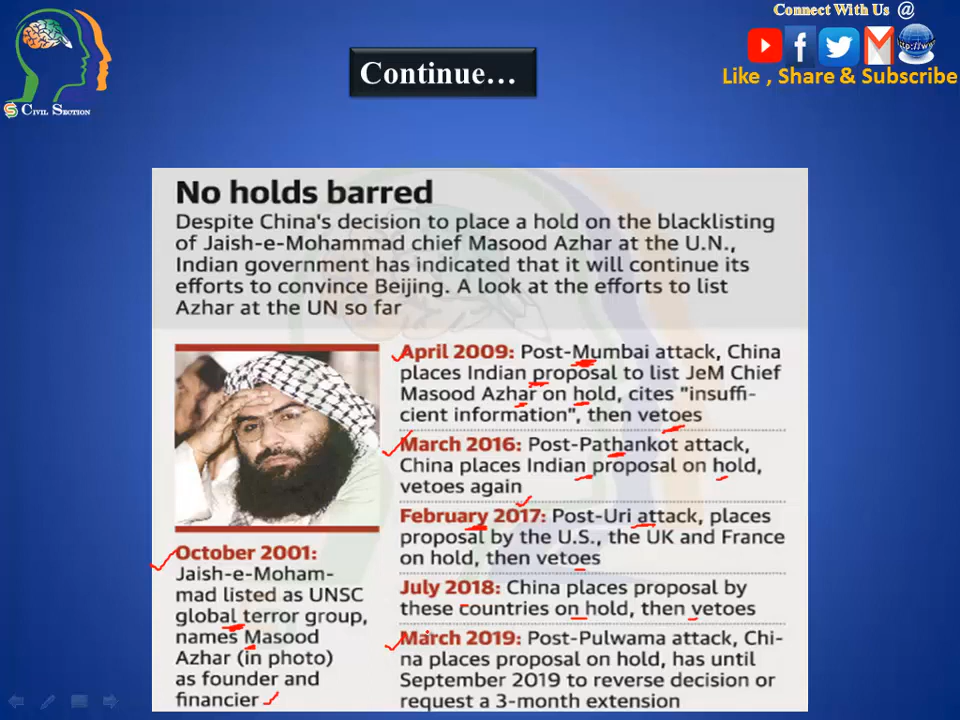 Connect With Us @
http://www
Like , Share & Subscribe
S CIVIL SECTION
Continue...
No holds barred
Despite China's decision to place a hold on the blacklisting
of Jaish-e-Mohammad chief Masood Azhar at the U.N.,
Indian government has indicated that it will continue its
efforts to convince Beijing. A look at the efforts to list
Azhar at the UN so far
October 2001:
Jaish-e-Moham-
mad listed as UNSC
global terror group,
names Masood
Azhar (in photo)
as founder and
financier
April 2009: Post-Mumbai attack, China
places Indian proposal to list JeM Chief
Masood Azhar on hold, cites "insuffi-
cient information", then vetoes
March 2016: Post-Pathankot attack,
China places Indian proposal on hold,
vetoes again
February 2017: Post-Uri attack, places
proposal by the U.S., the UK and France
on hold, then vetoes
July 2018: China places proposal by
these countries on hold, then vetoes
March 2019: Post-Pulwama attack, Chi-
na places proposal on hold, has until
September 2019 to reverse decision or
request a 3-month extension